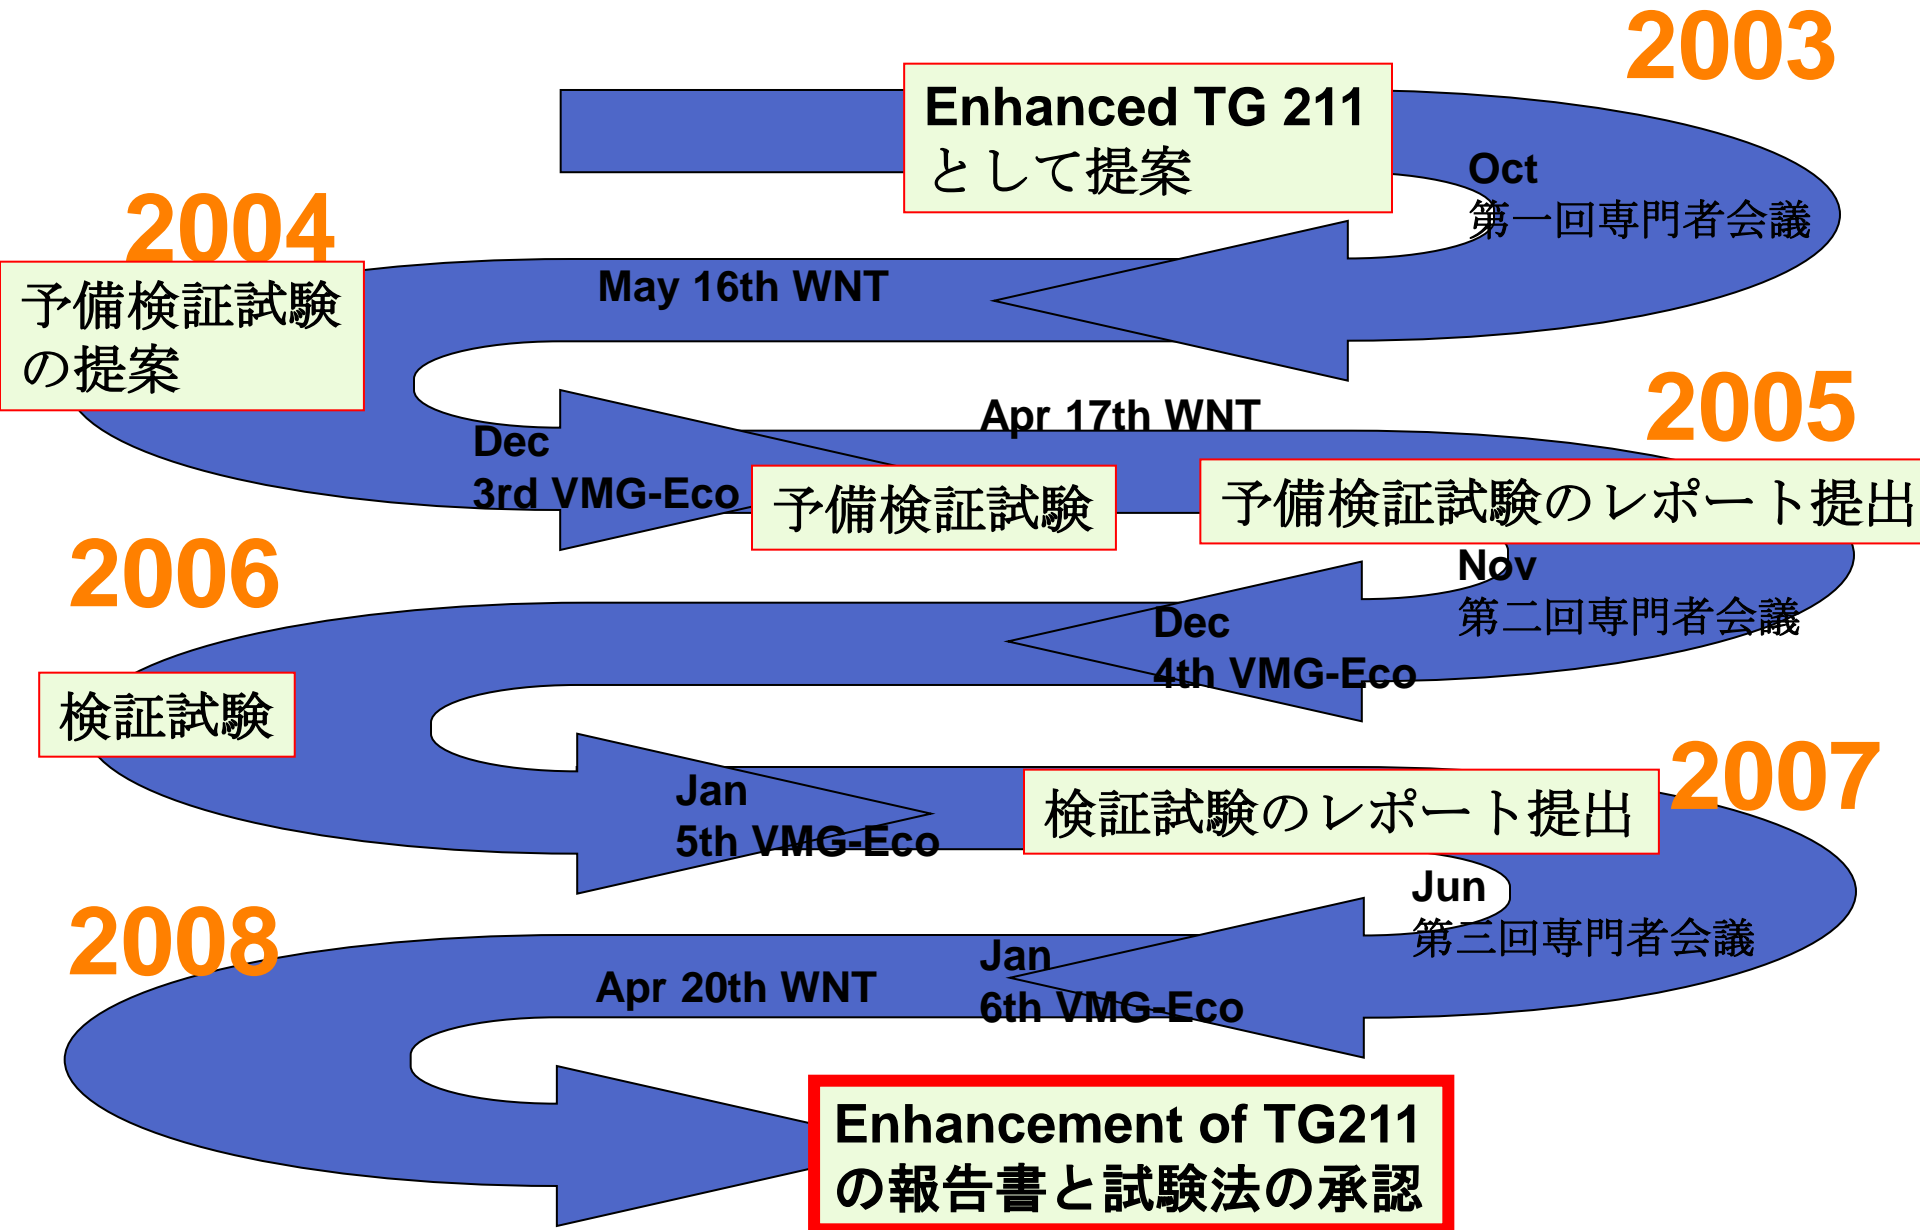 2003
Enhanced TG 211
として提案
Oct
第一回専門者会議
2004
May 16th WNT
予備検証試験
の提案
Apr 17th WNT
2005
Dec
3rd VMG-Eco
予備検証試験
予備検証試験のレポート提出
Nov
第二回専門者会議
2006
Dec
4th VMG-Eco
検証試験
2007
Jan
5th VMG-Eco
検証試験のレポート提出
Jun
第三回専門者会議
2008
Jan
6th VMG-Eco
Apr 20th WNT
Enhancement of TG211
の報告書と試験法の承認